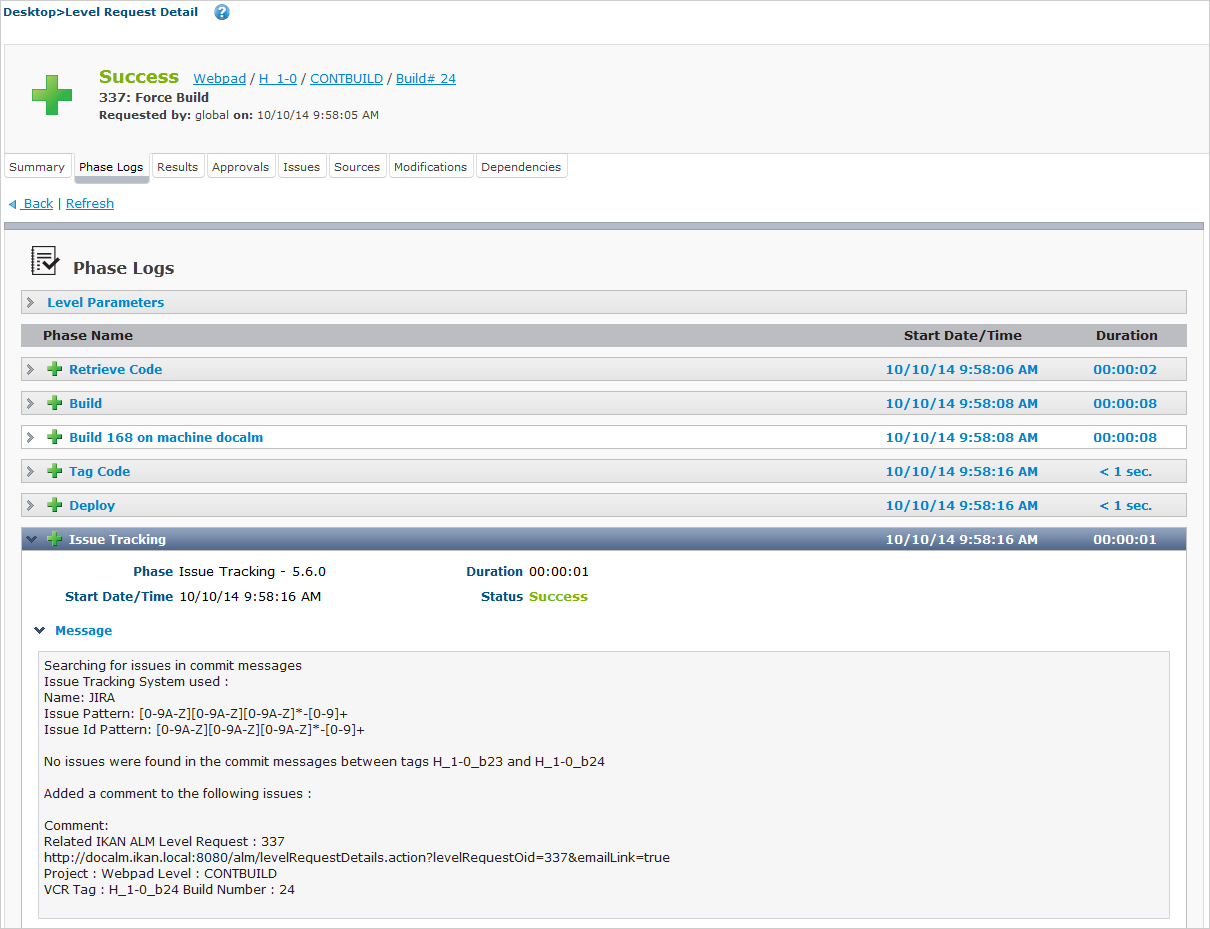 Desktop>Level Request Detail ?
Success Webpad / H_1-0 / CONTBUILD / Build# 24
337: Force Build
Requested by: global on: 10/10/14 9:58:05 AM
Summary Phase Logs Results Approvals Issues Sources Modifications Dependencies
Back | Refresh
Phase Logs
Level Parameters
Phase Name Start Date/Time Duration
Retrieve Code 10/10/14 9:58:06 AM 00:00:02
Build 10/10/14 9:58:08 AM 00:00:08
Build 168 on machine docalm 10/10/14 9:58:08 AM 00:00:08
Tag Code 10/10/14 9:58:16 AM < 1 sec.
Deploy 10/10/14 9:58:16 AM < 1 sec.
Issue Tracking 10/10/14 9:58:16 AM 00:00:01
Phase Issue Tracking - 5.6.0 Duration 00:00:01
Start Date/Time 10/10/14 9:58:16 AM Status Success
Message
Searching for issues in commit messages
Issue Tracking System used :
Name: JIRA
Issue Pattern: [0-9A-Z][0-9A-Z][0-9A-Z]*-[0-9]+
Issue Id Pattern: [0-9A-Z][0-9A-Z][0-9A-Z]*-[0-9]+
No issues were found in the commit messages between tags H_1-0_b23 and H_1-0_b24
Added a comment to the following issues :
Comment:
Related IKAN ALM Level Request : 337
http://docalm.ikan.local:8080/alm/levelRequestDetails.action?levelRequestOid=337&emailLink=true
Project : Webpad Level : CONTBUILD
VCR Tag : H_1-0_b24 Build Number : 24